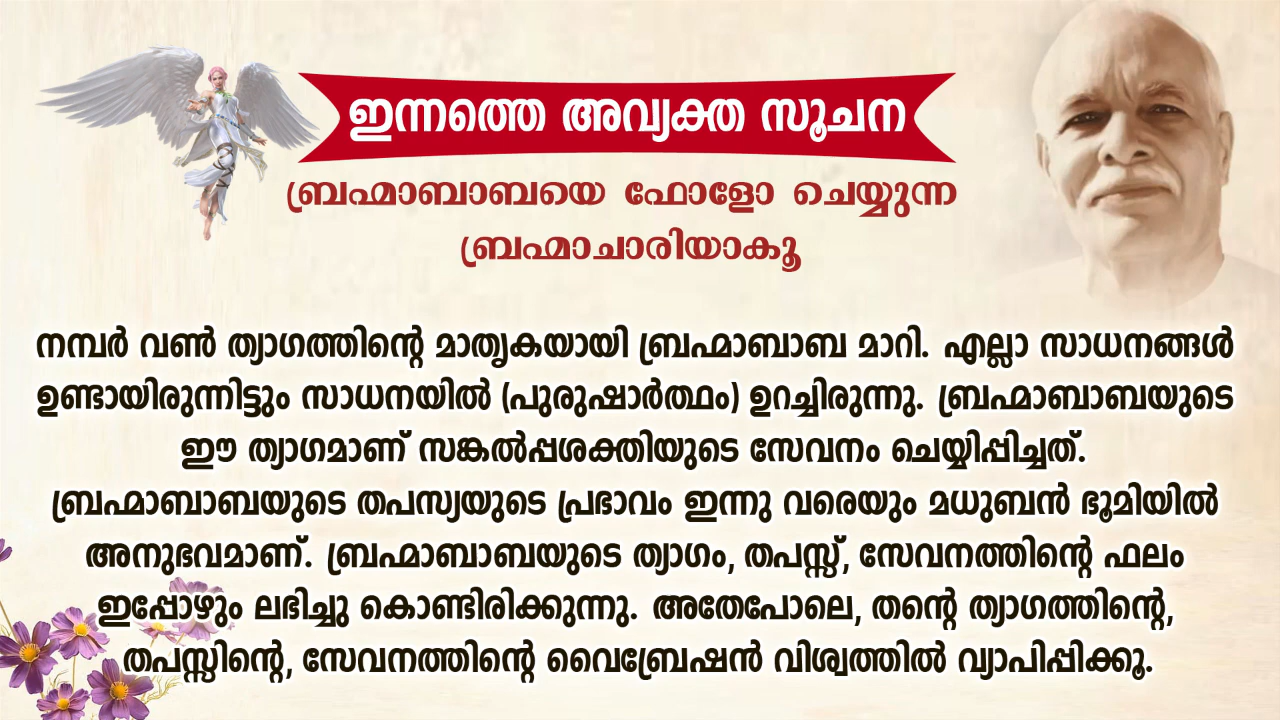 ഇന്നത്തെ അവ്യക്ത സൂചന
ബ്രഹ്മാബാബയെ ഫോളോ ചെയ്യുന്ന
ബ്രഹ്മാചാരിയാകൂ
നമ്പർ വൺ ത്യാഗത്തിന്റെ മാതൃകയായി ബ്രഹ്മാബാബ മാറി. എല്ലാ സാധനങ്ങൾ
ഉണ്ടായിരുന്നിട്ടും സാധനയിൽ (പുരുഷാർത്ഥം) ഉറച്ചിരുന്നു. ബ്രഹ്മാബാബയുടെ
ഈ ത്യാഗമാണ് സങ്കൽപ്പശക്തിയുടെ സേവനം ചെയ്യിപ്പിച്ചത്.
ബ്രഹ്മാബാബയുടെ തപസ്യയുടെ പ്രഭാവം ഇന്നു വരെയും മധുബൻ ഭൂമിയിൽ
അനുഭവമാണ്. ബ്രഹ്മാബാബയുടെ ത്യാഗം, തപസ്സ്, സേവനത്തിന്റെ ഫലം
ഇപ്പോഴും ലഭിച്ചു കൊണ്ടിരിക്കുന്നു. അതേപോലെ, തന്റെ ത്യാഗത്തിന്റെ,
തപസ്സിന്റെ, സേവനത്തിന്റെ വൈബ്രേഷൻ വിശ്വത്തിൽ വ്യാപിപ്പിക്കൂ.